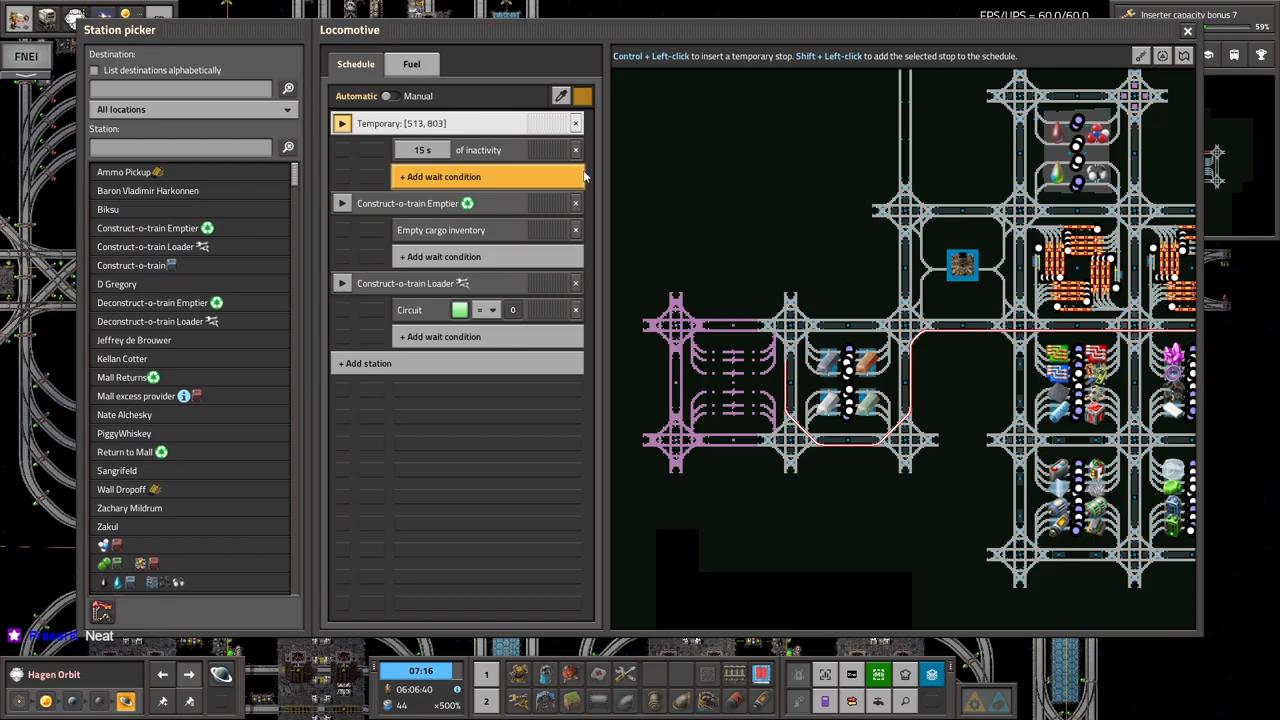 EPS/UPS = 60.0/60.0
Inserter capacity bonus 7
59%
FNEI
Station picker
Destination:
List destinations alphabetically
All locations
Station:
Ammo Pickup
Baron Vladimir Harkonnen
Biksu
Construct-o-train Emptier
Construct-o-train Loader
Construct-o-train
D Gregory
Deconstruct-o-train Emptier
Deconstruct-o-train Loader
Jeffrey de Brouwer
Kellan Cotter
Mall Returns
Mall excess provider
Nate Alchesky
PiggyWhiskey
Return to Mall
Sangrifeld
Wall Dropoff
Zachary Mildrum
Zakul
Locomotive
Schedule
Fuel
Automatic
Manual
Temporary: [513, 803]
15 s
of inactivity
+ Add wait condition
Construct-o-train Emptier
Empty cargo inventory
+ Add wait condition
Construct-o-train Loader
Circuit
=
0
+ Add wait condition
+ Add station
Control + Left-click to insert a temporary stop. Shift + Left-click to add the selected stop to the schedule.
Neat
Hagen Orbit
07:16
06:06:40
44
×500%
1
2